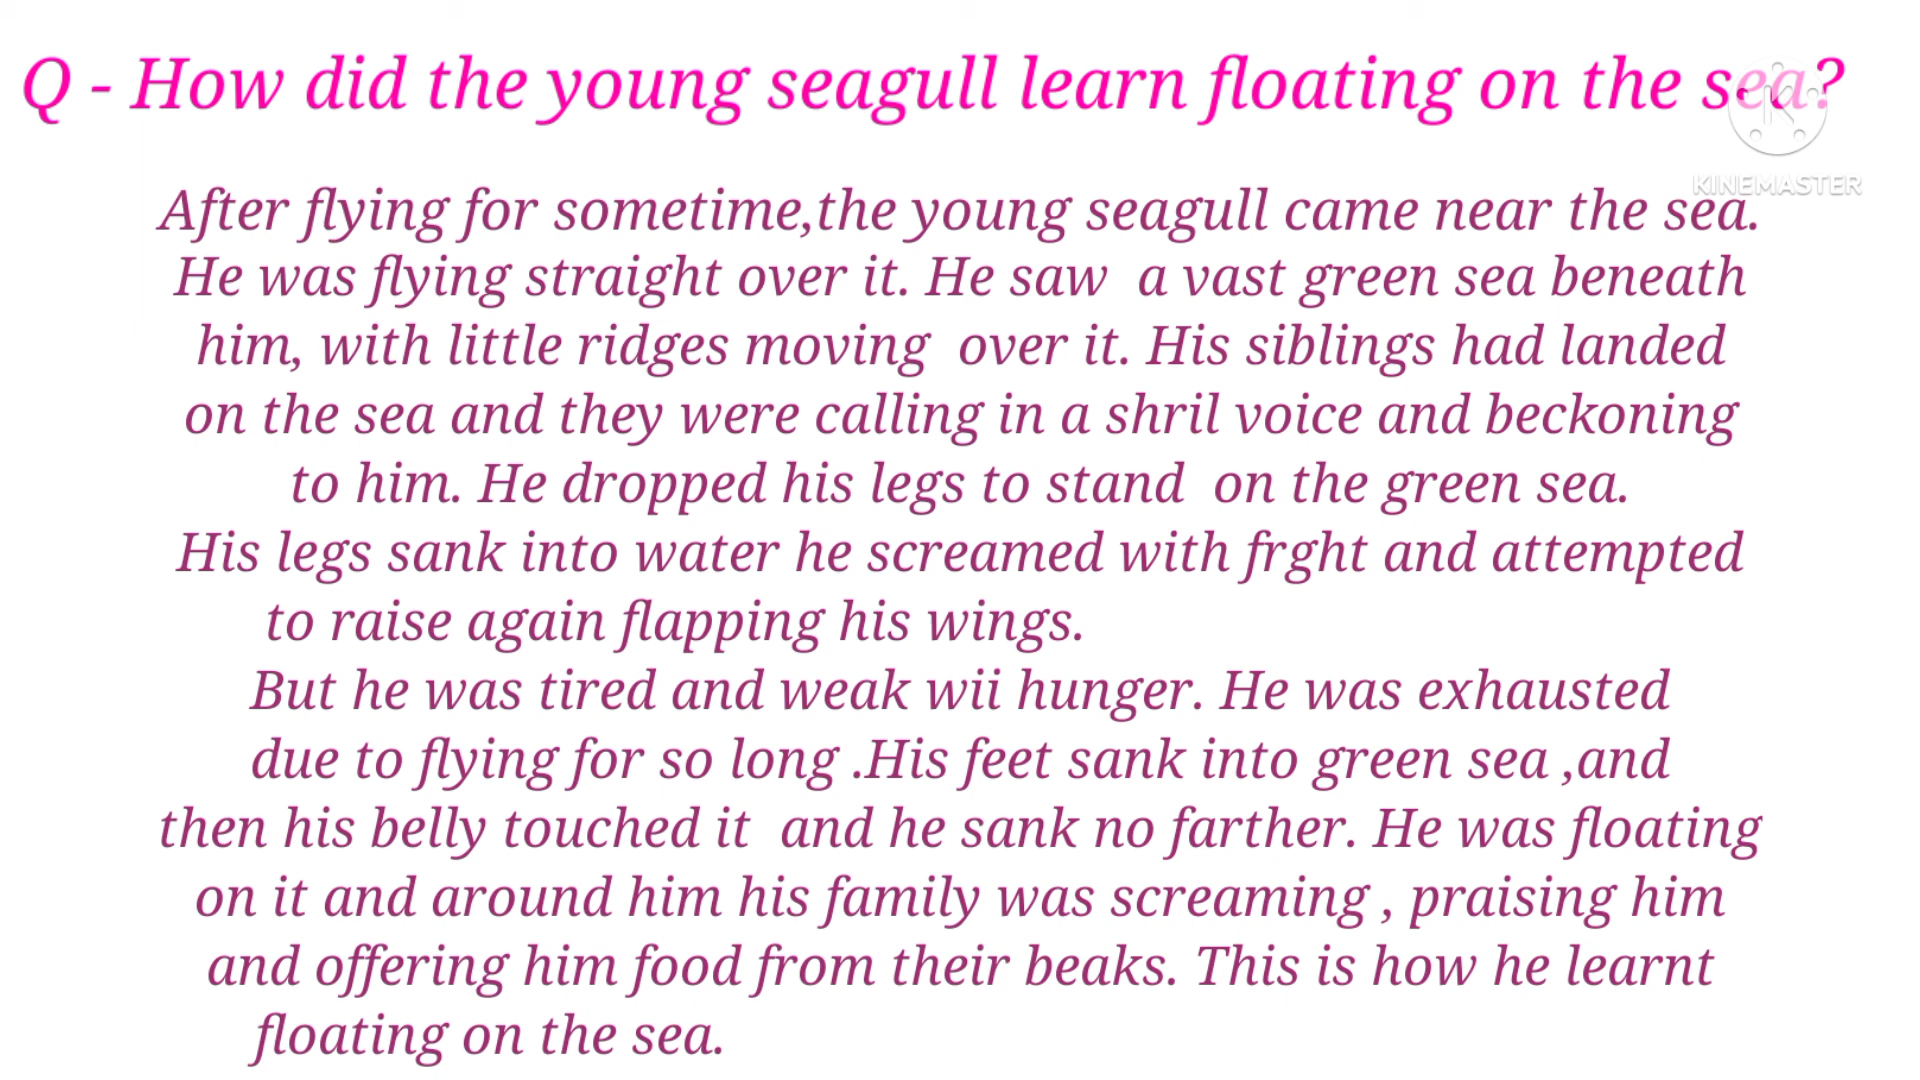 Q - How did the young seagull learn floating on the sea?
KINEMASTER
After flying for sometime,the young seagull came near the sea.
He was flying straight over it. He saw a vast green sea beneath
him, with little ridges moving over it. His siblings had landed
on the sea and they were calling in a shril voice and beckoning
to him. He dropped his legs to stand on the green sea.
His legs sank into water he screamed with frght and attempted
to raise again flapping his wings.
But he was tired and weak wii hunger. He was exhausted
due to flying for so long .His feet sank into green sea ,and
then his belly touched it and he sank no farther. He was floating
on it and around him his family was screaming , praising him
and offering him food from their beaks. This is how he learnt
floating on the sea.